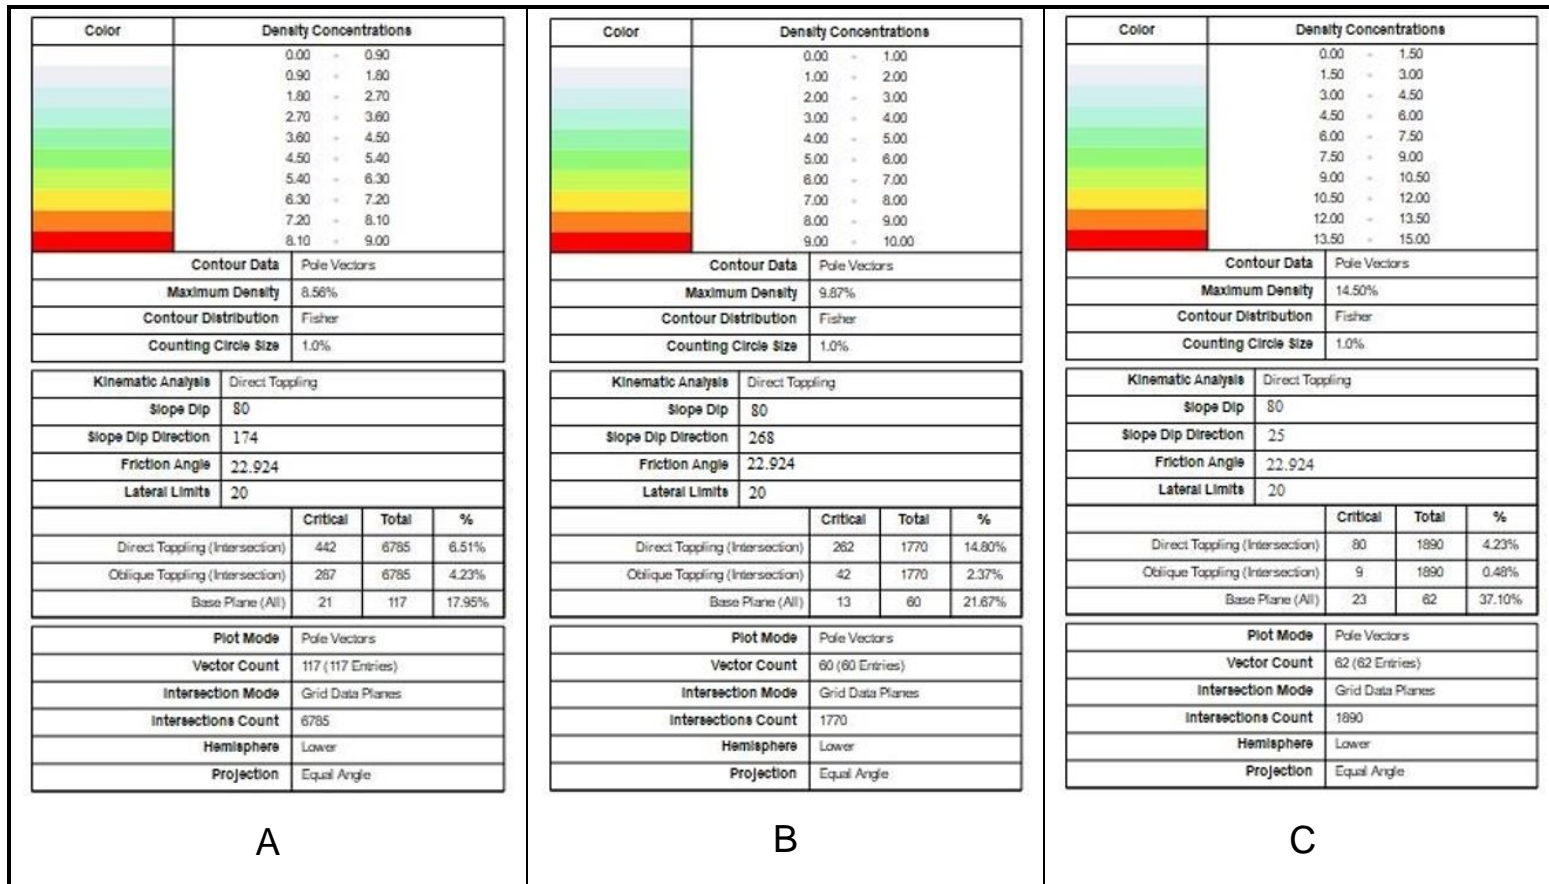 Color Density Concentrations
0.00 - 0.90
0.90 - 1.80
1.80 - 2.70
2.70 - 3.60
3.60 - 4.50
4.50 - 5.40
5.40 - 6.30
6.30 - 7.20
7.20 - 8.10
8.10 - 9.00
Contour Data Pole Vectors
Maximum Density 8.56%
Contour Distribution Fisher
Counting Circle Size 1.0%
Kinematic Analysis Direct Toppling
Slope Dip 80
Slope Dip Direction 174
Friction Angle 22.924
Lateral Limits 20
Critical Total %
Direct Toppling (Intersection) 442 6785 6.51%
Oblique Toppling (Intersection) 287 6785 4.23%
Base Plane (All) 21 117 17.95%
Plot Mode Pole Vectors
Vector Count 117 (117 Entries)
Intersection Mode Grid Data Planes
Intersections Count 6785
Hemisphere Lower
Projection Equal Angle
A
Color Density Concentrations
0.00 - 1.00
1.00 - 2.00
2.00 - 3.00
3.00 - 4.00
4.00 - 5.00
5.00 - 6.00
6.00 - 7.00
7.00 - 8.00
8.00 - 9.00
9.00 - 10.00
Contour Data Pole Vectors
Maximum Density 9.87%
Contour Distribution Fisher
Counting Circle Size 1.0%
Kinematic Analysis Direct Toppling
Slope Dip 80
Slope Dip Direction 268
Friction Angle 22.924
Lateral Limits 20
Critical Total %
Direct Toppling (Intersection) 262 1770 14.80%
Oblique Toppling (Intersection) 42 1770 2.37%
Base Plane (All) 13 60 21.67%
Plot Mode Pole Vectors
Vector Count 60 (60 Entries)
Intersection Mode Grid Data Planes
Intersections Count 1770
Hemisphere Lower
Projection Equal Angle
B
Color Density Concentrations
0.00 - 1.50
1.50 - 3.00
3.00 - 4.50
4.50 - 6.00
6.00 - 7.50
7.50 - 9.00
9.00 - 10.50
10.50 - 12.00
12.00 - 13.50
13.50 - 15.00
Contour Data Pole Vectors
Maximum Density 14.50%
Contour Distribution Fisher
Counting Circle Size 1.0%
Kinematic Analysis Direct Toppling
Slope Dip 80
Slope Dip Direction 25
Friction Angle 22.924
Lateral Limits 20
Critical Total %
Direct Toppling (Intersection) 80 1890 4.23%
Oblique Toppling (Intersection) 9 1890 0.48%
Base Plane (All) 23 62 37.10%
Plot Mode Pole Vectors
Vector Count 62 (62 Entries)
Intersection Mode Grid Data Planes
Intersections Count 1890
Hemisphere Lower
Projection Equal Angle
C